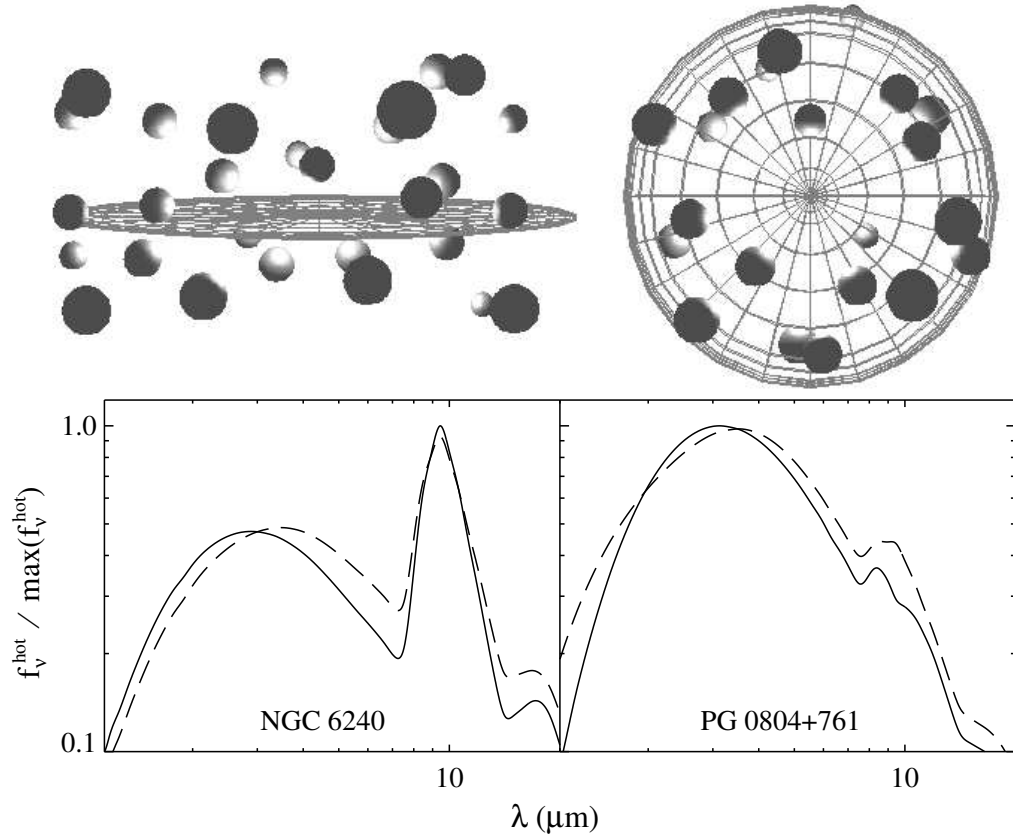 1.0
0.1
f_ν^hot / max(f_ν^hot)
NGC 6240
PG 0804+761
10
10
λ (μm)